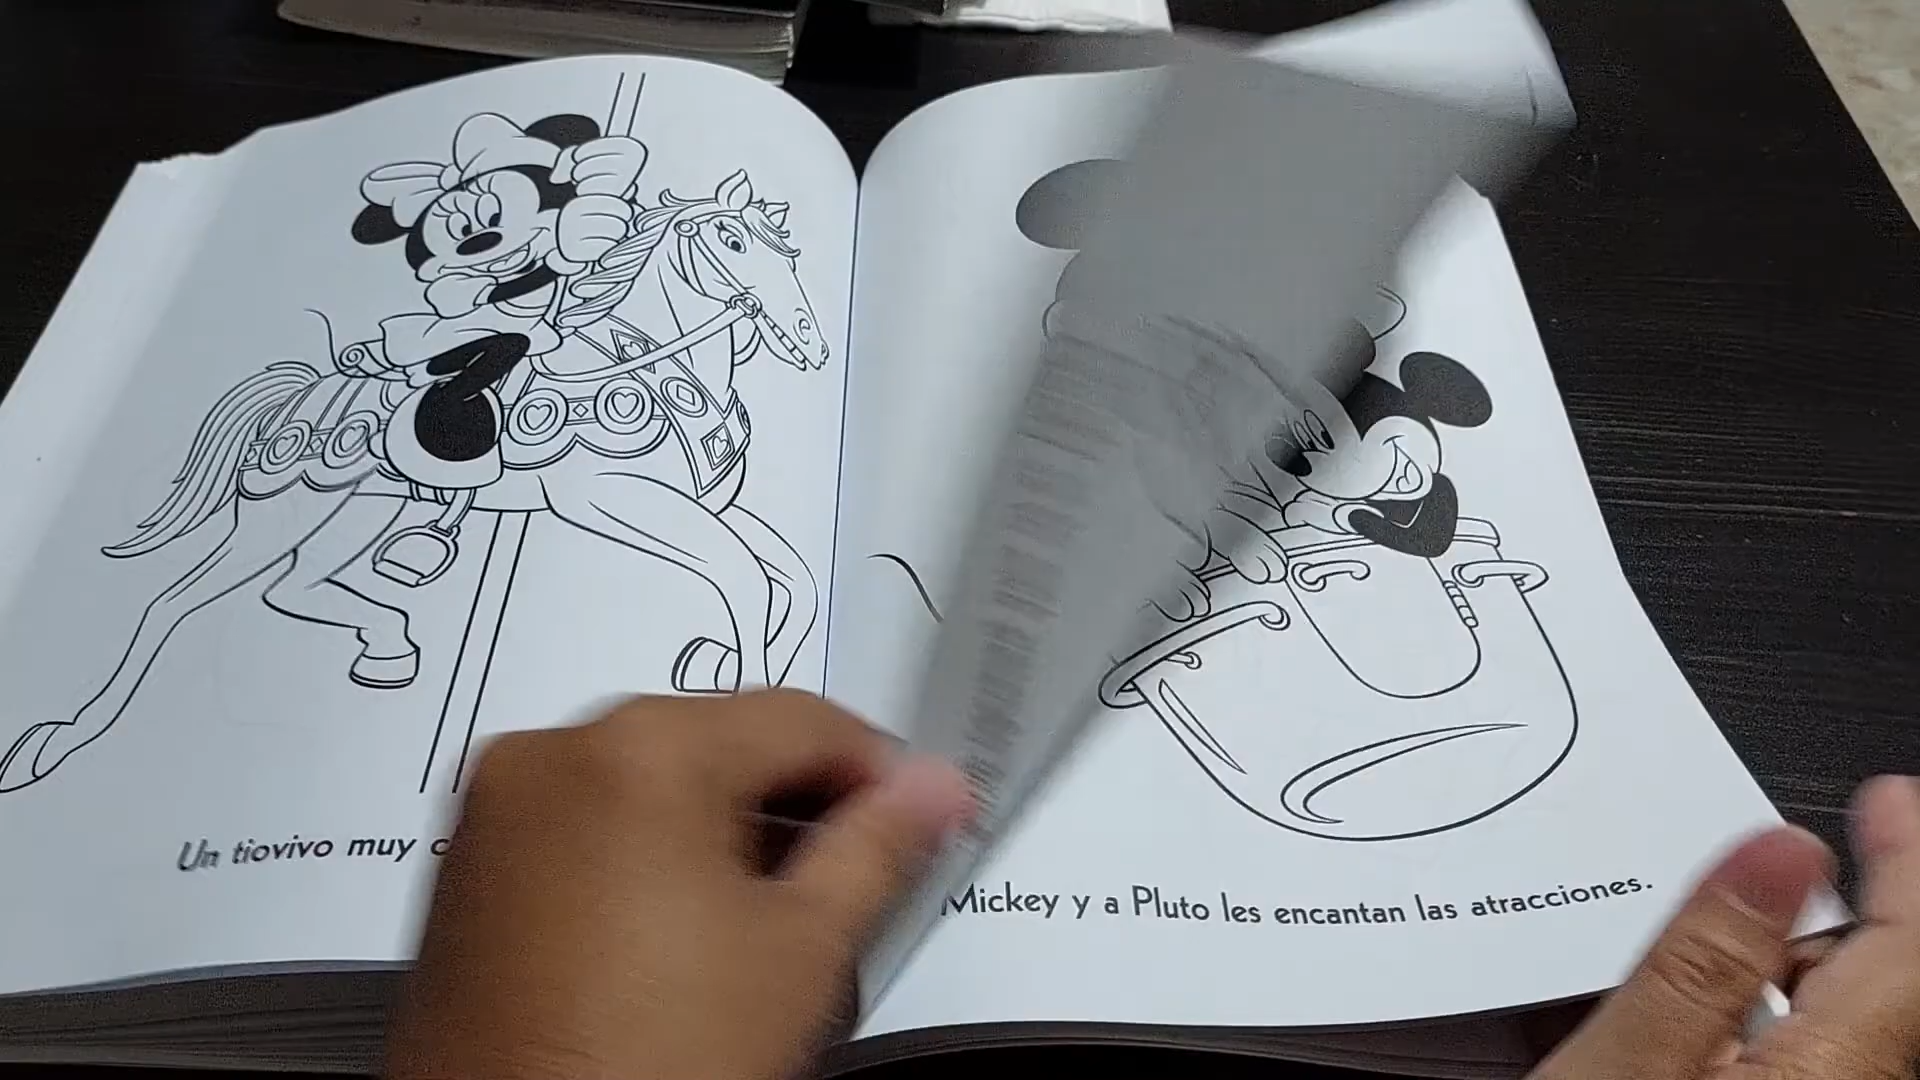 Un tiovivo muy
Mickey y a Pluto les encantan las atracciones.